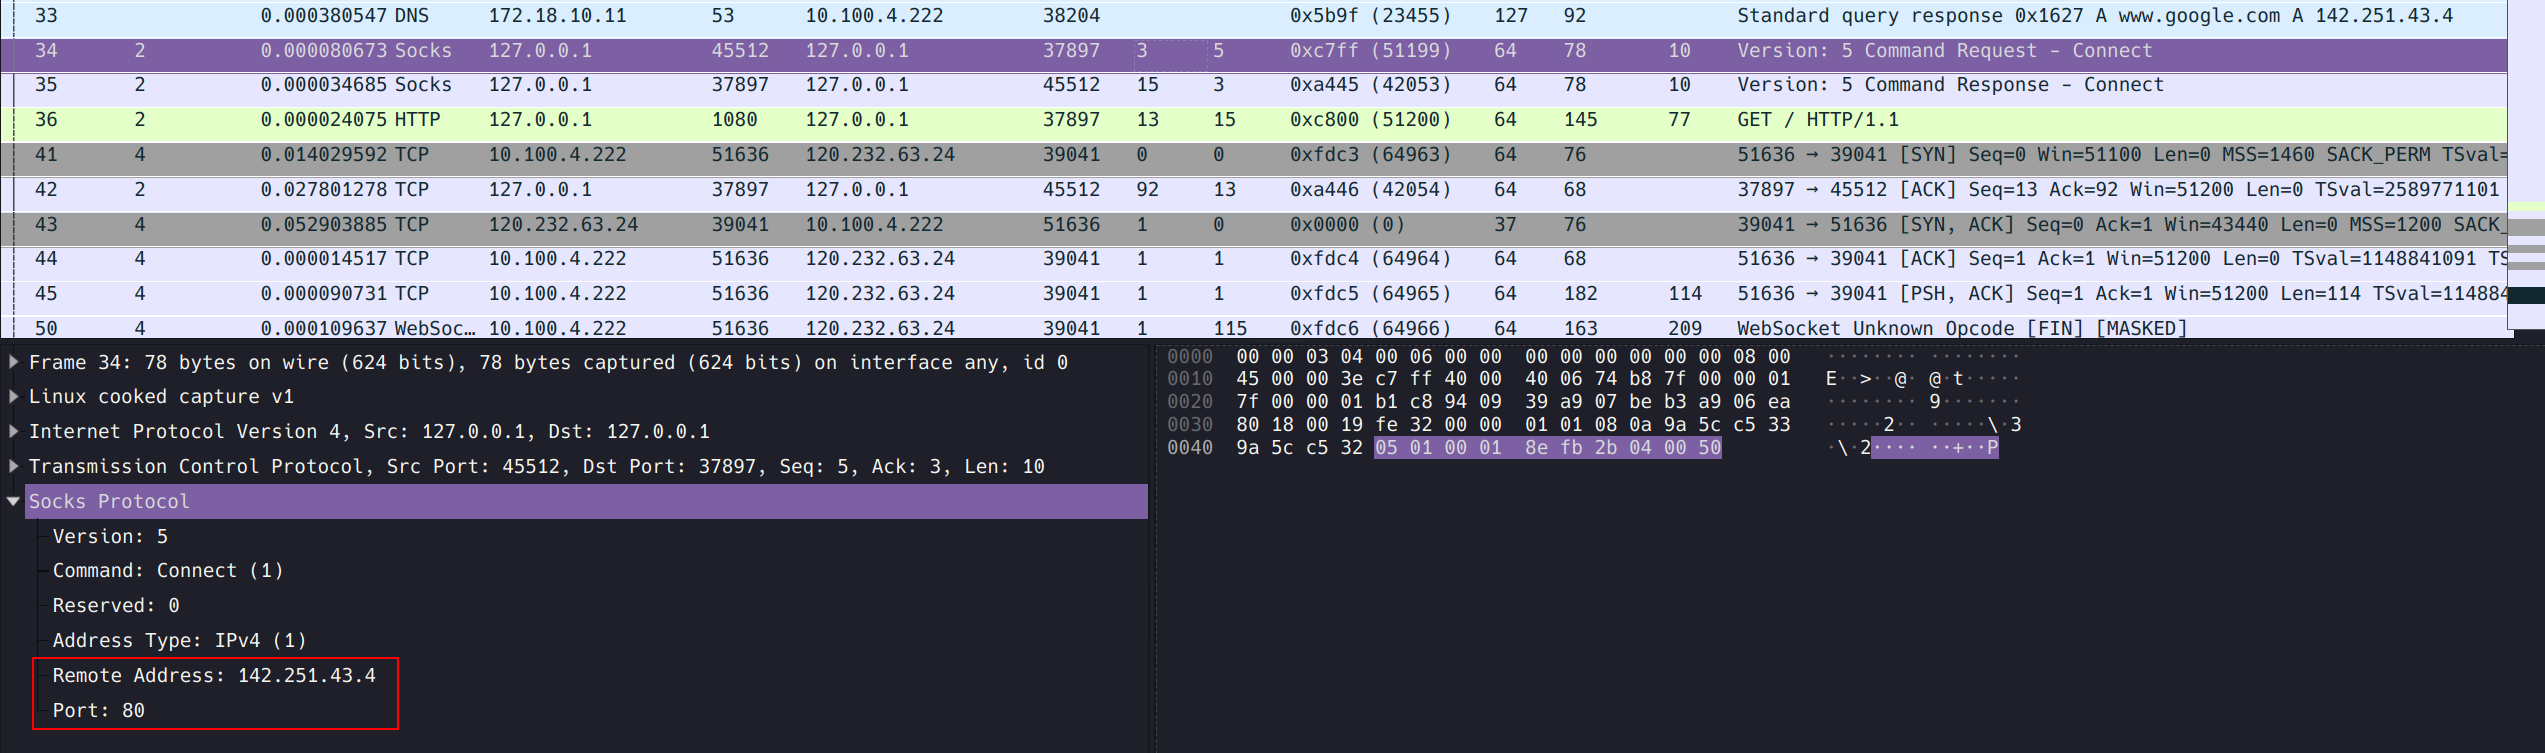 33 0.000380547 DNS 172.18.10.11 53 10.100.4.222 38204 0x5b9f (23455) 127 92 Standard query response 0x1627 A www.google.com A 142.251.43.4
34 2 0.000080673 Socks 127.0.0.1 45512 127.0.0.1 37897 3 5 0xc7ff (51199) 64 78 10 Version: 5 Command Request - Connect
35 2 0.000034685 Socks 127.0.0.1 37897 127.0.0.1 45512 15 3 0xa445 (42053) 64 78 10 Version: 5 Command Response - Connect
36 2 0.000024075 HTTP 127.0.0.1 1080 127.0.0.1 37897 13 15 0xc800 (51200) 64 145 77 GET / HTTP/1.1
41 4 0.014029592 TCP 10.100.4.222 51636 120.232.63.24 39041 0 0 0xfdc3 (64963) 64 76 51636 → 39041 [SYN] Seq=0 Win=51100 Len=0 MSS=1460 SACK_PERM TSval=
42 2 0.027801278 TCP 127.0.0.1 37897 127.0.0.1 45512 92 13 0xa446 (42054) 64 68 37897 → 45512 [ACK] Seq=13 Ack=92 Win=51200 Len=0 TSval=2589771101
43 4 0.052903885 TCP 120.232.63.24 39041 10.100.4.222 51636 1 0 0x0000 (0) 37 76 39041 → 51636 [SYN, ACK] Seq=0 Ack=1 Win=43440 Len=0 MSS=1200 SACK_
44 4 0.000014517 TCP 10.100.4.222 51636 120.232.63.24 39041 1 1 0xfdc4 (64964) 64 68 51636 → 39041 [ACK] Seq=1 Ack=1 Win=51200 Len=0 TSval=1148841091 TS
45 4 0.000090731 TCP 10.100.4.222 51636 120.232.63.24 39041 1 1 0xfdc5 (64965) 64 182 114 51636 → 39041 [PSH, ACK] Seq=1 Ack=1 Win=51200 Len=114 TSval=114884
50 4 0.000109637 WebSoc… 10.100.4.222 51636 120.232.63.24 39041 1 115 0xfdc6 (64966) 64 163 209 WebSocket Unknown Opcode [FIN] [MASKED]
Frame 34: 78 bytes on wire (624 bits), 78 bytes captured (624 bits) on interface any, id 0
Linux cooked capture v1
Internet Protocol Version 4, Src: 127.0.0.1, Dst: 127.0.0.1
Transmission Control Protocol, Src Port: 45512, Dst Port: 37897, Seq: 5, Ack: 3, Len: 10
Socks Protocol
Version: 5
Command: Connect (1)
Reserved: 0
Address Type: IPv4 (1)
Remote Address: 142.251.43.4
Port: 80
0000 00 00 03 04 00 06 00 00 00 00 00 00 00 00 08 00 ········ ········
0010 45 00 00 3e c7 ff 40 00 40 06 74 b8 7f 00 00 01 E··>··@· @·t·····
0020 7f 00 00 01 b1 c8 94 09 39 a9 07 be b3 a9 06 ea ········ 9·······
0030 80 18 00 19 fe 32 00 00 01 01 08 0a 9a 5c c5 33 ·····2·· ·····\·3
0040 9a 5c c5 32 05 01 00 01 8e fb 2b 04 00 50 ·\·2···· ··+··P